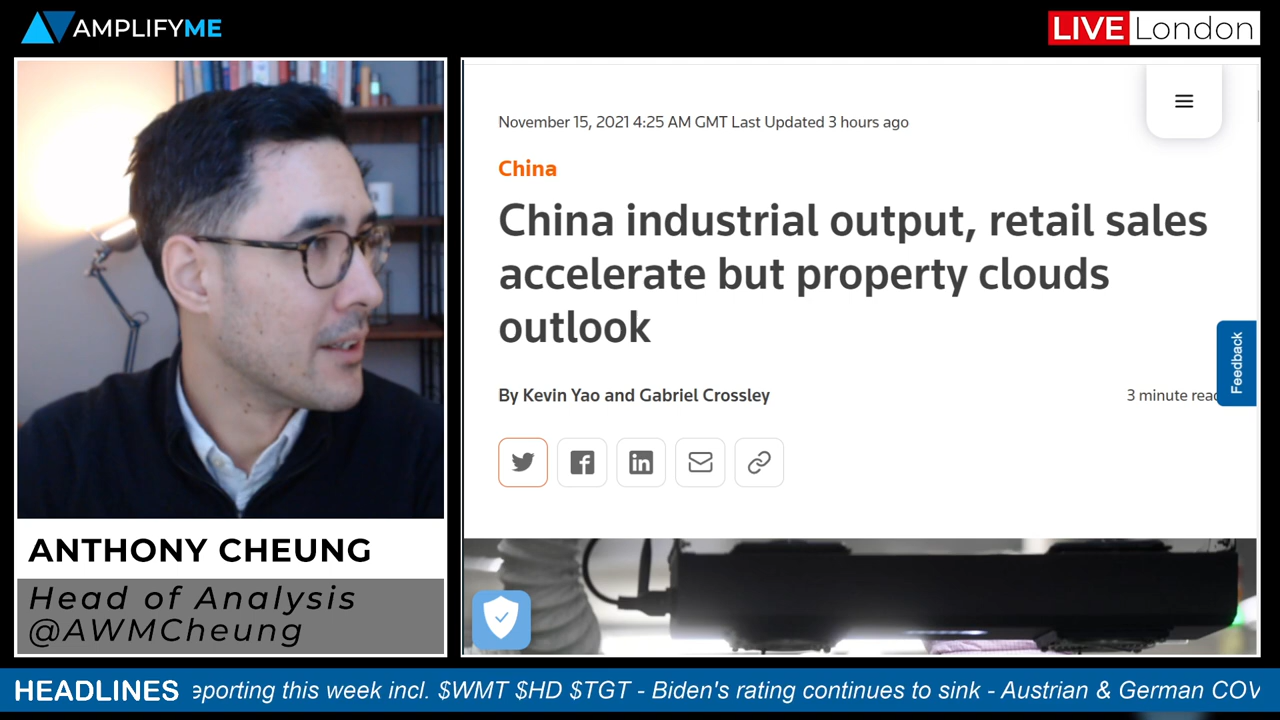 AMPLIFYME
LIVE London
November 15, 2021 4:25 AM GMT Last Updated 3 hours ago
China
China industrial output, retail sales
accelerate but property clouds
outlook
By Kevin Yao and Gabriel Crossley
3 minute read
Feedback
ANTHONY CHEUNG
Head of Analysis
@AWMCheung
HEADLINES eporting this week incl. $WMT $HD $TGT - Biden's rating continues to sink - Austrian & German COV